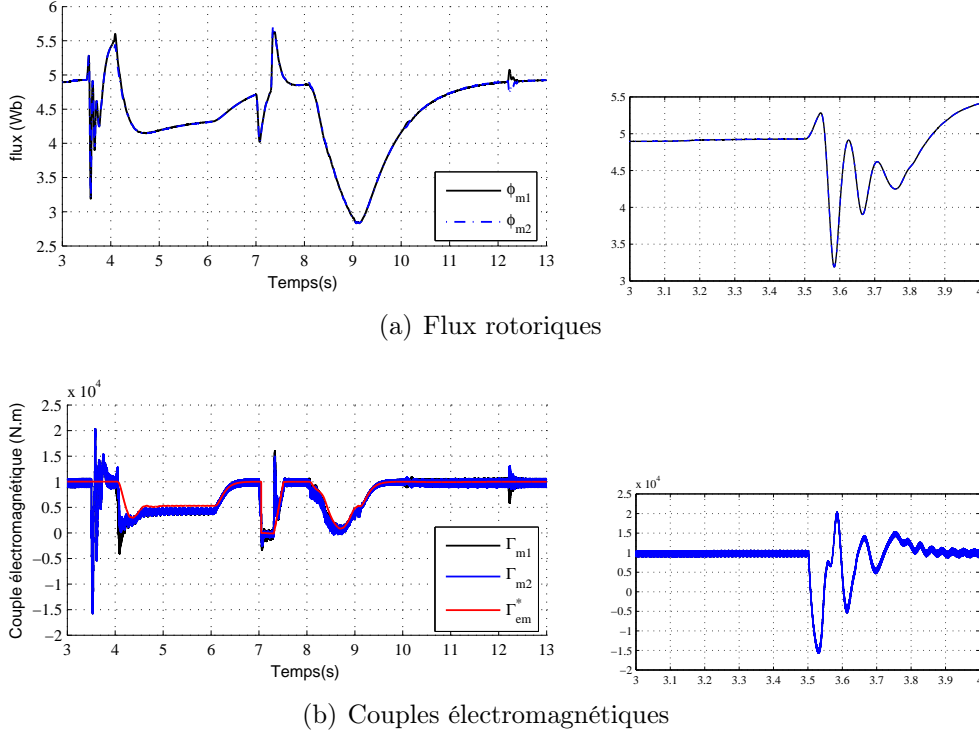 6
5.5
5
4.5
4
3.5
3
2.5
flux (Wb)
3 4 5 6 7 8 9 10 11 12 13
Temps(s)
ϕm1
ϕm2
5.5
5
4.5
4
3.5
3
3 3.1 3.2 3.3 3.4 3.5 3.6 3.7 3.8 3.9 4
(a) Flux rotoriques
x 10^4
2.5
2
1.5
1
0.5
0
−0.5
−1
−1.5
−2
Couple électromagnétique (N.m)
3 4 5 6 7 8 9 10 11 12 13
Temps(s)
Γm1
Γm2
Γ*em
x 10^4
2.5
2
1.5
1
0.5
0
−0.5
−1
−1.5
−2
3 3.1 3.2 3.3 3.4 3.5 3.6 3.7 3.8 3.9 4
(b) Couples électromagnétiques